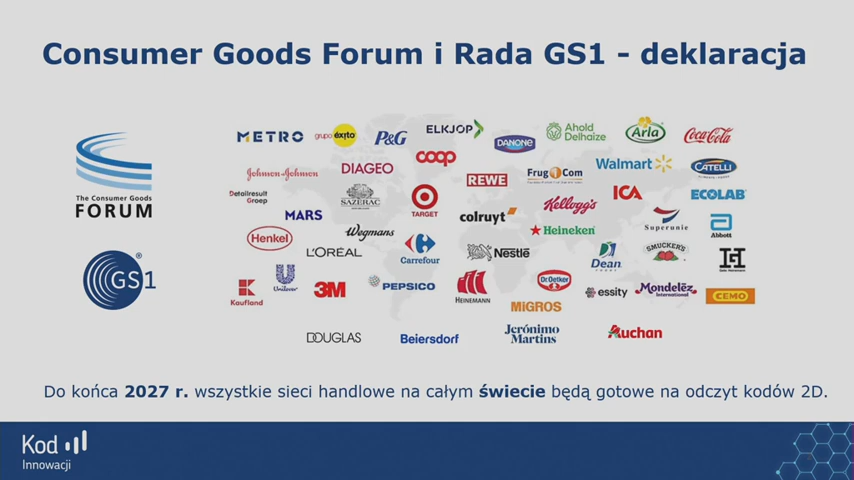 Consumer Goods Forum i Rada GS1 - deklaracja
METRO
grupo éxito
P&G
ELKJOP
DANONE
Ahold
Delhaize
Arla
Coca-Cola
The Consumer Goods
FORUM
Johnson & Johnson
DIAGEO
coop
REWE
Frug1Com
Walmart
CATELLI
Detailresult
Groep
SAZERAC
TARGET
Kellogg's
ICA
ECOLAB
MARS
Wegmans
colruyt
Heineken
Superunie
Abbott
Henkel
L'ORÉAL
Carrefour
Nestlé
Dean
FOODS
SMUCKER'S
GS1
Kaufland
Unilever
3M
PEPSICO
HEINEMANN
Dr.Oetker
MIGROS
essity
Mondelēz
International
CEMO
DOUGLAS
Beiersdorf
Jerónimo
Martins
Auchan
Do końca 2027 r. wszystkie sieci handlowe na całym świecie będą gotowe na odczyt kodów 2D.
Kod
Innowacji